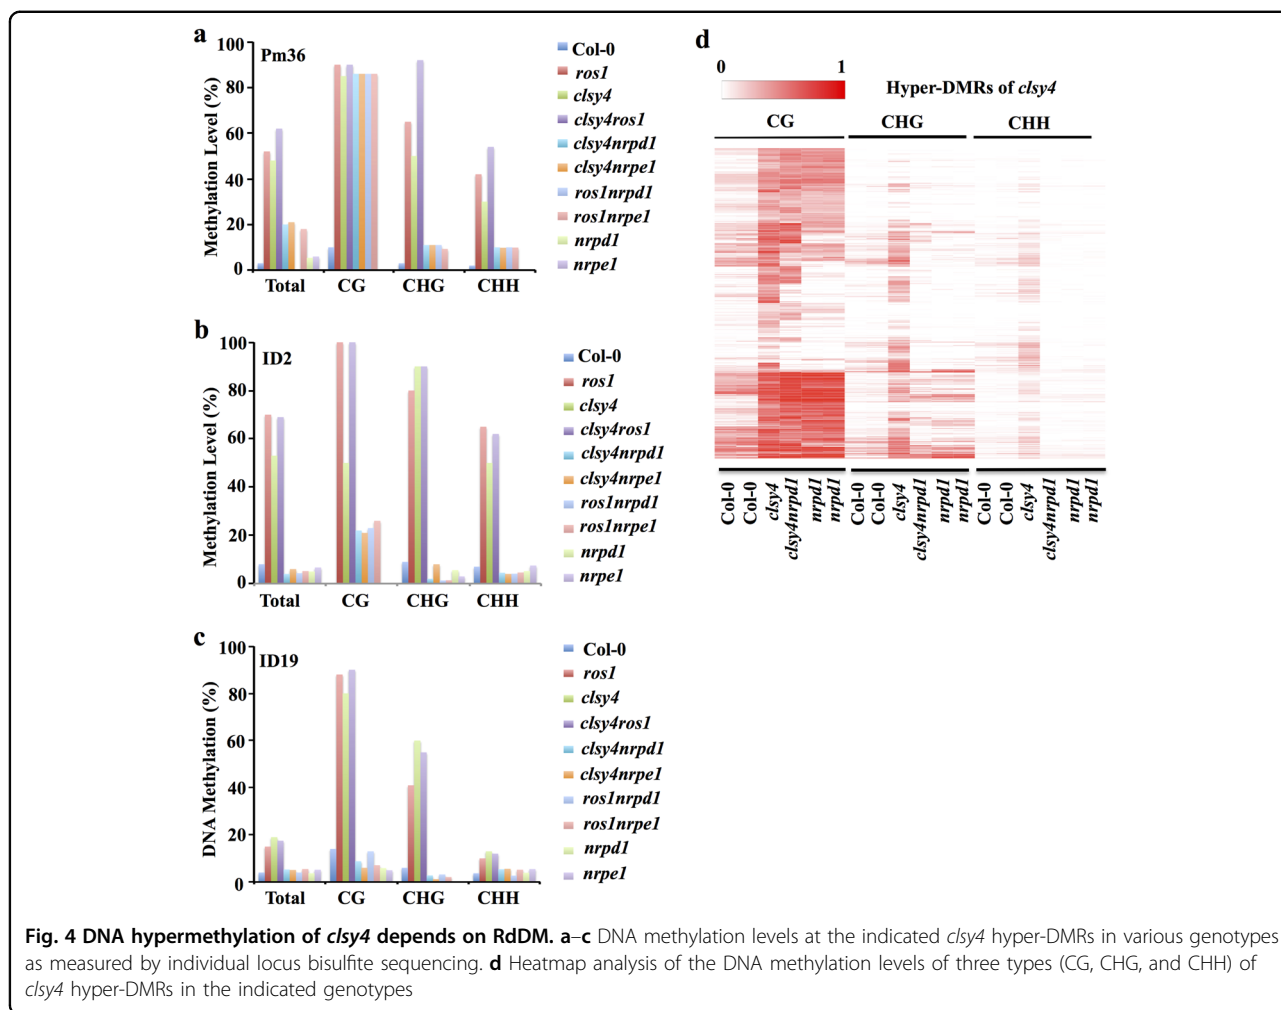 a
Pm36
Methylation Level (%)
100
80
60
40
20
0
Total CG CHG CHH
Col-0
ros1
clsy4
clsy4ros1
clsy4nrpd1
clsy4nrpe1
ros1nrpd1
ros1nrpe1
nrpd1
nrpe1
b
ID2
Methylation Level (%)
100
80
60
40
20
0
Total CG CHG CHH
Col-0
ros1
clsy4
clsy4ros1
clsy4nrpd1
clsy4nrpe1
ros1nrpd1
ros1nrpe1
nrpd1
nrpe1
c
ID19
DNA Methylation (%)
100
80
60
40
20
0
Total CG CHG CHH
Col-0
ros1
clsy4
clsy4ros1
clsy4nrpd1
clsy4nrpe1
ros1nrpd1
ros1nrpe1
nrpd1
nrpe1
d
0 1
Hyper-DMRs of clsy4
CG CHG CHH
Col-0
Col-0
clsy4
clsy4nrpd1
nrpd1
nrpd1
Col-0
Col-0
clsy4
clsy4nrpd1
nrpd1
nrpd1
Col-0
Col-0
clsy4
clsy4nrpd1
nrpd1
nrpd1
Fig. 4 DNA hypermethylation of clsy4 depends on RdDM. a–c DNA methylation levels at the indicated clsy4 hyper-DMRs in various genotypes
as measured by individual locus bisulfite sequencing. d Heatmap analysis of the DNA methylation levels of three types (CG, CHG, and CHH) of
clsy4 hyper-DMRs in the indicated genotypes